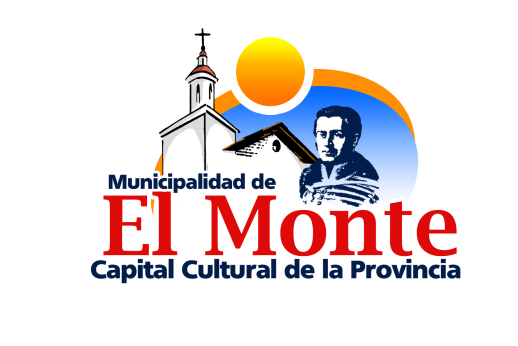 Municipalidad de
El Monte
Capital Cultural de la Provincia